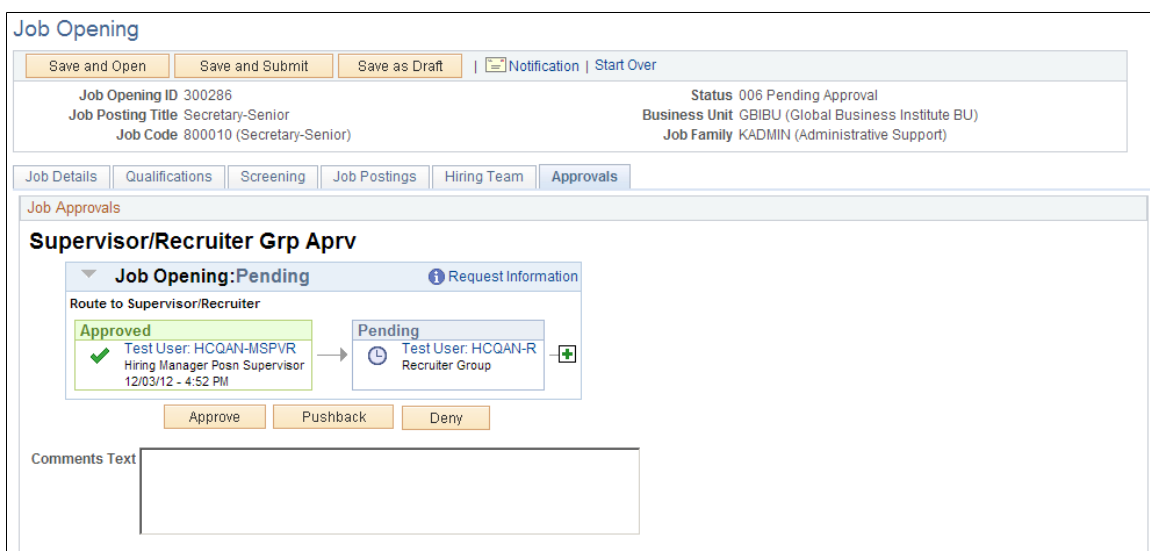 Job Opening
Save and Open Save and Submit Save as Draft | Notification | Start Over
Job Opening ID 300286 Status 006 Pending Approval
Job Posting Title Secretary-Senior Business Unit GBIBU (Global Business Institute BU)
Job Code 800010 (Secretary-Senior) Job Family KADMIN (Administrative Support)
Job Details Qualifications Screening Job Postings Hiring Team Approvals
Job Approvals
Supervisor/Recruiter Grp Aprv
Job Opening:Pending Request Information
Route to Supervisor/Recruiter
Approved Pending
Test User: HCQAN-MSPVR Test User: HCQAN-R
Hiring Manager Posn Supervisor Recruiter Group
12/03/12 - 4:52 PM
Approve Pushback Deny
Comments Text